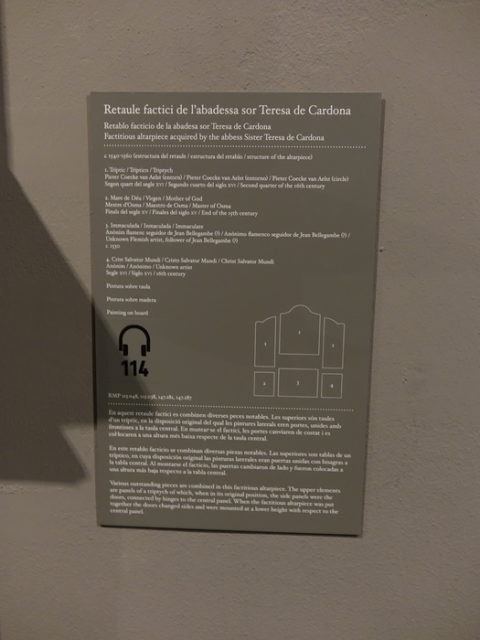 Retaule factici de l'abadessa sor Teresa de Cardona
Retablo facticio de la abadesa sor Teresa de Cardona
Factitious altarpiece acquired by the abbess Sister Teresa de Cardona
c. 1540-1560 (estructura del retaule / estructura del retablo / structure of the altarpiece)
1. Tríptic / Tríptico / Triptych
Pieter Coecke van Aelst (entorn) / Pieter Coecke van Aelst (entorno) / Pieter Coecke van Aelst (circle)
Segon quart del segle XVI / Segundo cuarto del siglo XVI / Second quarter of the 16th century
2. Mare de Déu / Virgen / Mother of God
Mestre d'Osma / Maestro de Osma / Master of Osma
Finals del segle XV / Finales del siglo XV / End of the 15th century
3. Immaculada / Inmaculada / Immaculate
Anònim flamenc seguidor de Jean Bellegambe (?) / Anónimo flamenco seguidor de Jean Bellegambe (?) /
Unknown Flemish artist, follower of Jean Bellegambe (?)
c. 1530
4. Crist Salvator Mundi / Cristo Salvator Mundi / Christ Salvator Mundi
Anònim / Anónimo / Unknown artist
Segle XVI / Siglo XVI / 16th century
Pintura sobre taula
Pintura sobre madera
Painting on board
1
1 1
2 3 4
114
RMP 115.048, 115.058, 147.181, 147.187
En aquest retaule factici es combinen diverses peces notables. Les superiors són taules
d'un tríptic, en la disposició original del qual les pintures laterals eren portes, unides amb
frontisses a la taula central. En muntar-se el factici, les portes canviaren de costat i es
col·locaren a una altura més baixa respecte de la taula central.
En este retablo facticio se combinan diversas piezas notables. Las superiores son tablas de un
tríptico, en cuya disposición original las pinturas laterales eran puertas unidas con bisagras a
la tabla central. Al montarse el facticio, las puertas cambiaron de lado y fueron colocadas a
una altura más baja respecto a la tabla central.
Various outstanding pieces are combined in this factitious altarpiece. The upper elements
are panels of a triptych of which, when in its original position, the side panels were the
doors, connected by hinges to the central panel. When the factitious altarpiece was put
together the doors changed sides and were mounted at a lower height with respect to the
central panel.